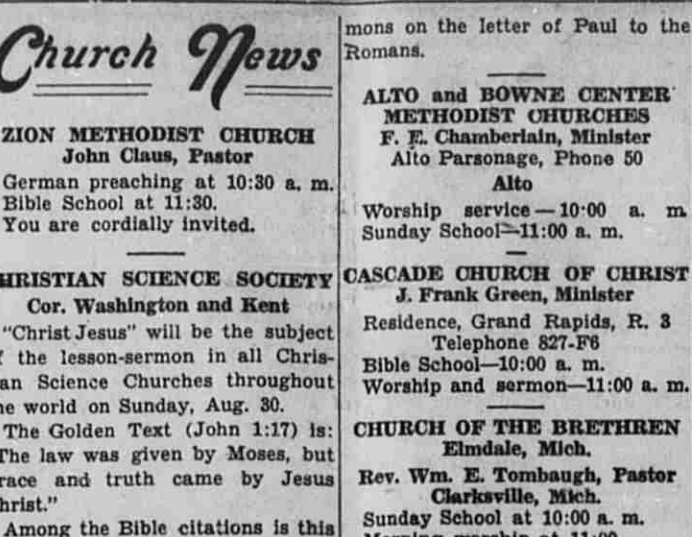 Church News
ZION METHODIST CHURCH
John Claus, Pastor
German preaching at 10:30 a. m.
Bible School at 11:30.
You are cordially invited.
HRISTIAN SCIENCE SOCIETY
Cor. Washington and Kent
"Christ Jesus" will be the subject
f the lesson-sermon in all Chris-
an Science Churches throughout
he world on Sunday, Aug. 30.
The Golden Text (John 1:17) is:
The law was given by Moses, but
race and truth came by Jesus
hrist."
Among the Bible citations is this
mons on the letter of Paul to the
Romans.
ALTO and BOWNE CENTER
METHODIST CHURCHES
F. E. Chamberlain, Minister
Alto Parsonage, Phone 50
Alto
Worship service — 10:00 a. m
Sunday School—11:00 a. m.
CASCADE CHURCH OF CHRIST
J. Frank Green, Minister
Residence, Grand Rapids, R. 3
Telephone 827-F6
Bible School—10:00 a. m.
Worship and sermon—11:00 a. m.
CHURCH OF THE BRETHREN
Elmdale, Mich.
Rev. Wm. E. Tombaugh, Pastor
Clarksville, Mich.
Sunday School at 10:00 a. m.
Morning worship at 11:00